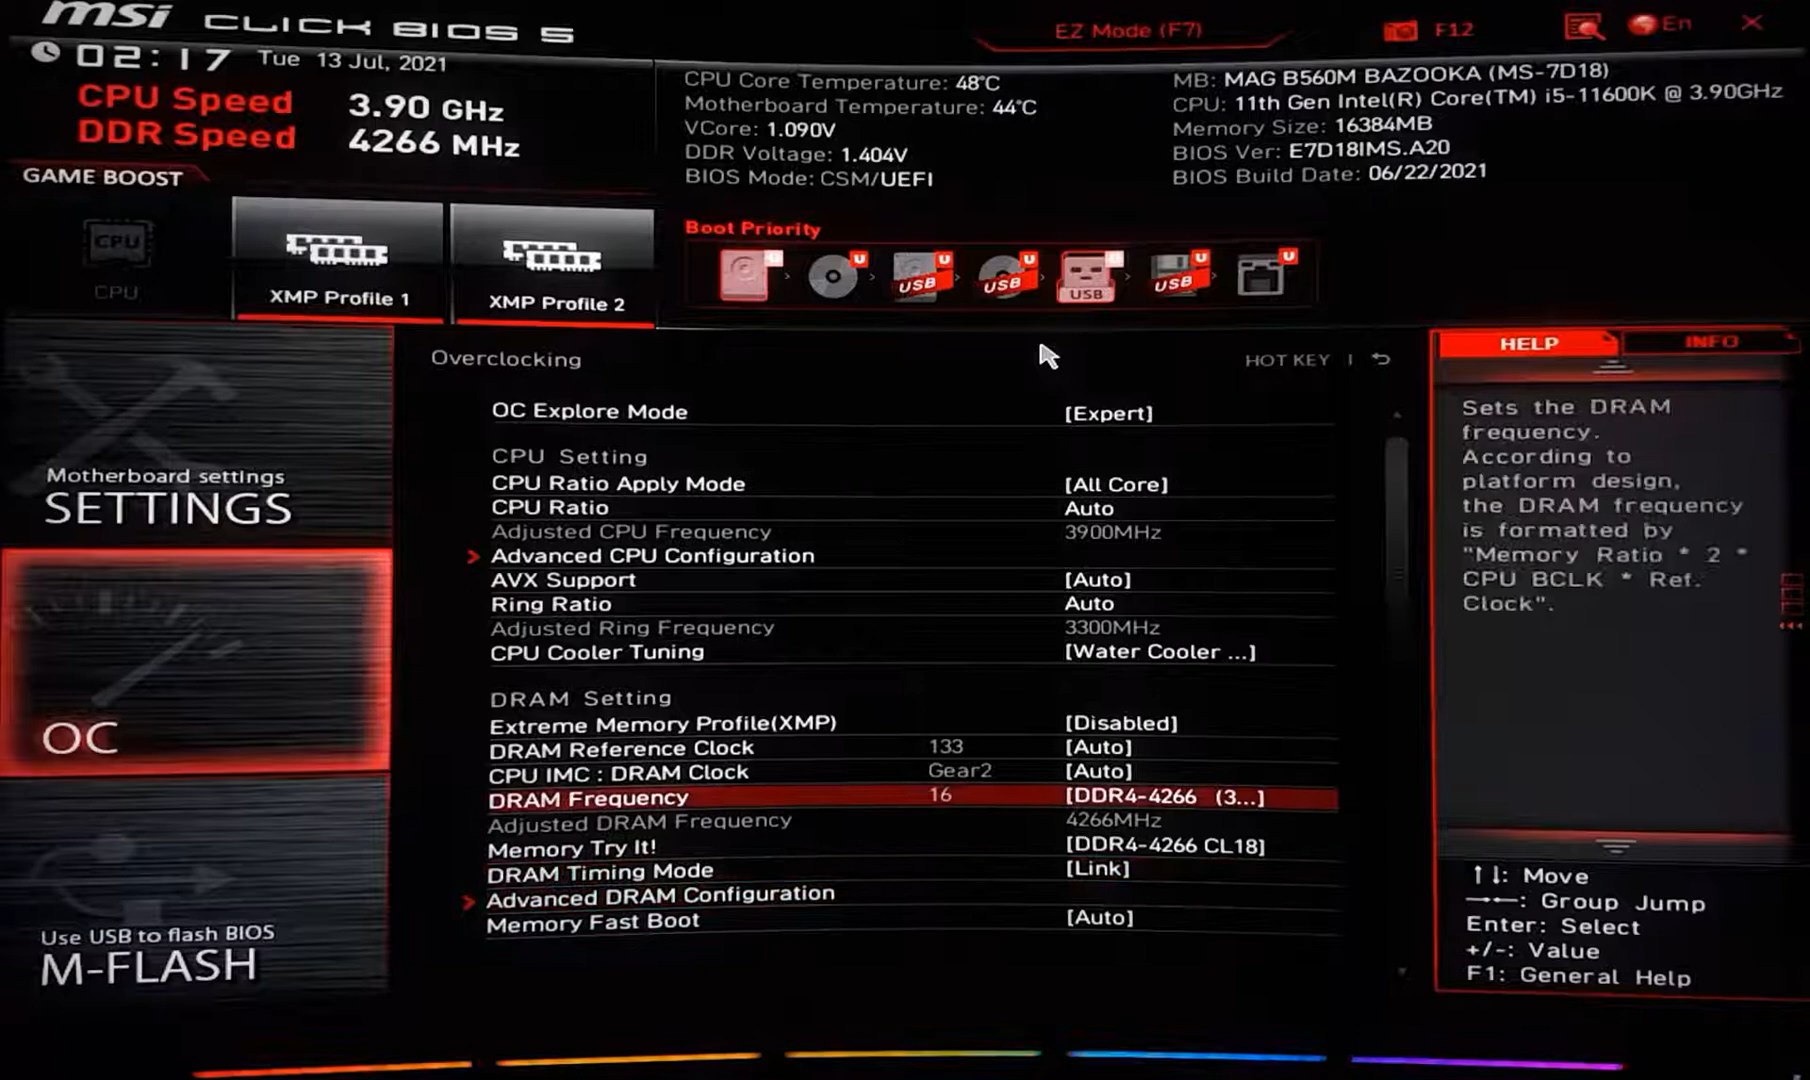 msi CLICK BIOS 5
EZ Mode (F7)
F12
En
X
02:17 Tue 13 Jul, 2021
CPU Speed 3.90 GHz
DDR Speed 4266 MHz
CPU Core Temperature: 48°C
Motherboard Temperature: 44°C
VCore: 1.090V
DDR Voltage: 1.404V
BIOS Mode: CSM/UEFI
MB: MAG B560M BAZOOKA (MS-7D18)
CPU: 11th Gen Intel(R) Core(TM) i5-11600K @ 3.90GHz
Memory Size: 16384MB
BIOS Ver: E7D18IMS.A20
BIOS Build Date: 06/22/2021
GAME BOOST
CPU
CPU
XMP Profile 1
XMP Profile 2
Boot Priority
U U U U U
USB USB USB USB
Motherboard settings
SETTINGS
OC
Use USB to flash BIOS
M-FLASH
Overclocking
HOT KEY |
OC Explore Mode [Expert]
CPU Setting
CPU Ratio Apply Mode [All Core]
CPU Ratio Auto
Adjusted CPU Frequency 3900MHz
> Advanced CPU Configuration
AVX Support [Auto]
Ring Ratio Auto
Adjusted Ring Frequency 3300MHz
CPU Cooler Tuning [Water Cooler ...]
DRAM Setting
Extreme Memory Profile(XMP) [Disabled]
DRAM Reference Clock 133 [Auto]
CPU IMC : DRAM Clock Gear2 [Auto]
DRAM Frequency 16 [DDR4-4266 (3...]
Adjusted DRAM Frequency 4266MHz
Memory Try It! [DDR4-4266 CL18]
DRAM Timing Mode [Link]
> Advanced DRAM Configuration
Memory Fast Boot [Auto]
HELP
INFO
Sets the DRAM
frequency.
According to
platform design,
the DRAM frequency
is formatted by
"Memory Ratio * 2 *
CPU BCLK * Ref.
Clock".
↑↓: Move
→←: Group Jump
Enter: Select
+/-: Value
F1: General Help